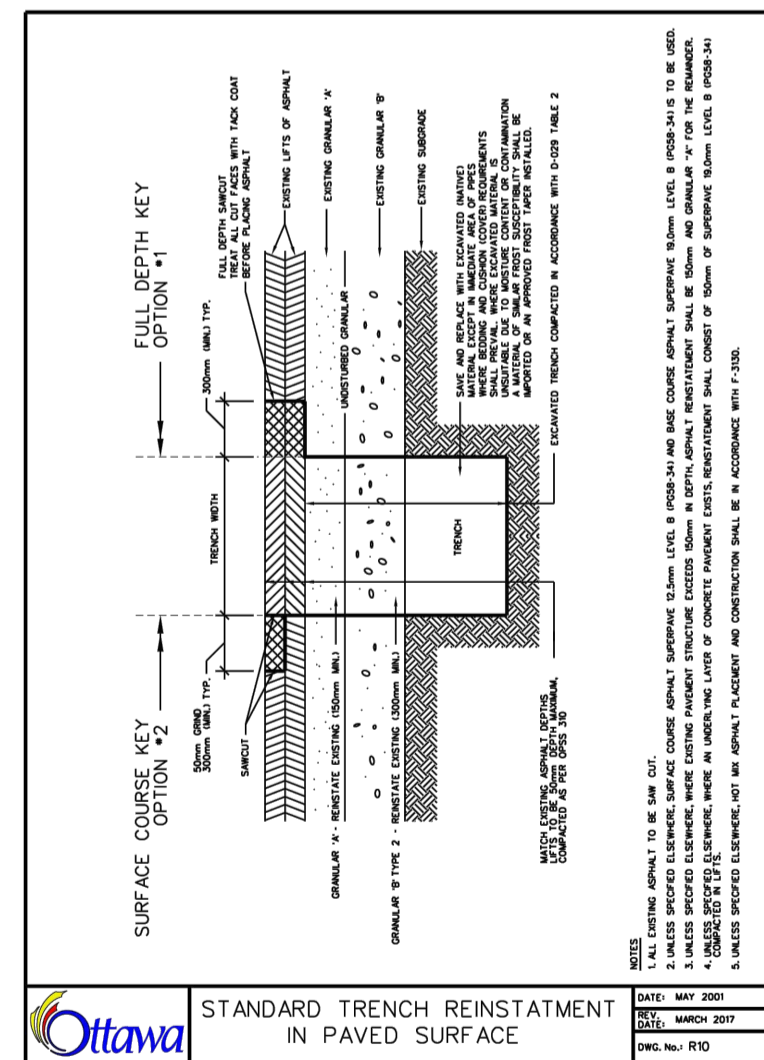 SURFACE COURSE KEY
OPTION #2
FULL DEPTH KEY
OPTION #1
50mm GRIND
300mm (MIN.) TYP.
TRENCH WIDTH
300mm (MIN.) TYP.
SAWCUT
FULL DEPTH SAWCUT
TREAT ALL CUT FACES WITH TACK COAT
BEFORE PLACING ASPHALT
EXISTING LIFTS OF ASPHALT
EXISTING GRANULAR 'A'
EXISTING GRANULAR 'B'
EXISTING SUBGRADE
UNDISTURBED GRANULAR
GRANULAR 'A' - REINSTATE EXISTING (150mm MIN.)
GRANULAR 'B' TYPE 2 - REINSTATE EXISTING (300mm MIN.)
TRENCH
SAVE AND REPLACE WITH EXCAVATED (NATIVE)
MATERIAL EXCEPT IN IMMEDIATE AREA OF PIPES
WHERE BEDDING AND CUSHION (COVER) REQUIREMENTS
SHALL PREVAIL. WHERE EXCAVATED MATERIAL IS
UNSUITABLE DUE TO MOISTURE CONTENT OR CONTAMINATION
A MATERIAL OF SIMILAR FROST SUSCEPTIBILITY SHALL BE
IMPORTED OR AN APPROVED FROST TAPER INSTALLED.
EXCAVATED TRENCH COMPACTED IN ACCORDANCE WITH D-029 TABLE 2
MATCH EXISTING ASPHALT DEPTHS
LIFTS TO BE 50mm DEPTH MAXIMUM,
COMPACTED AS PER OPSS 310
NOTES
1. ALL EXISTING ASPHALT TO BE SAW CUT.
2. UNLESS SPECIFIED ELSEWHERE, SURFACE COURSE ASPHALT SUPERPAVE 12.5mm LEVEL B (PG58-34) AND BASE COURSE ASPHALT SUPERPAVE 19.0mm LEVEL B (PG58-34) IS TO BE USED.
3. UNLESS SPECIFIED ELSEWHERE, WHERE EXISTING PAVEMENT STRUCTURE EXCEEDS 150mm IN DEPTH, ASPHALT REINSTATEMENT SHALL BE 150mm AND GRANULAR "A" FOR THE REMAINDER.
4. UNLESS SPECIFIED ELSEWHERE, WHERE AN UNDERLYING LAYER OF CONCRETE PAVEMENT EXISTS, REINSTATEMENT SHALL CONSIST OF 150mm OF SUPERPAVE 19.0mm LEVEL B (PG58-34)
COMPACTED IN LIFTS.
5. UNLESS SPECIFIED ELSEWHERE, HOT MIX ASPHALT PLACEMENT AND CONSTRUCTION SHALL BE IN ACCORDANCE WITH F-3130.
Ottawa
STANDARD TRENCH REINSTATMENT
IN PAVED SURFACE
DATE: MAY 2001
REV. DATE: MARCH 2017
DWG. No.: R10